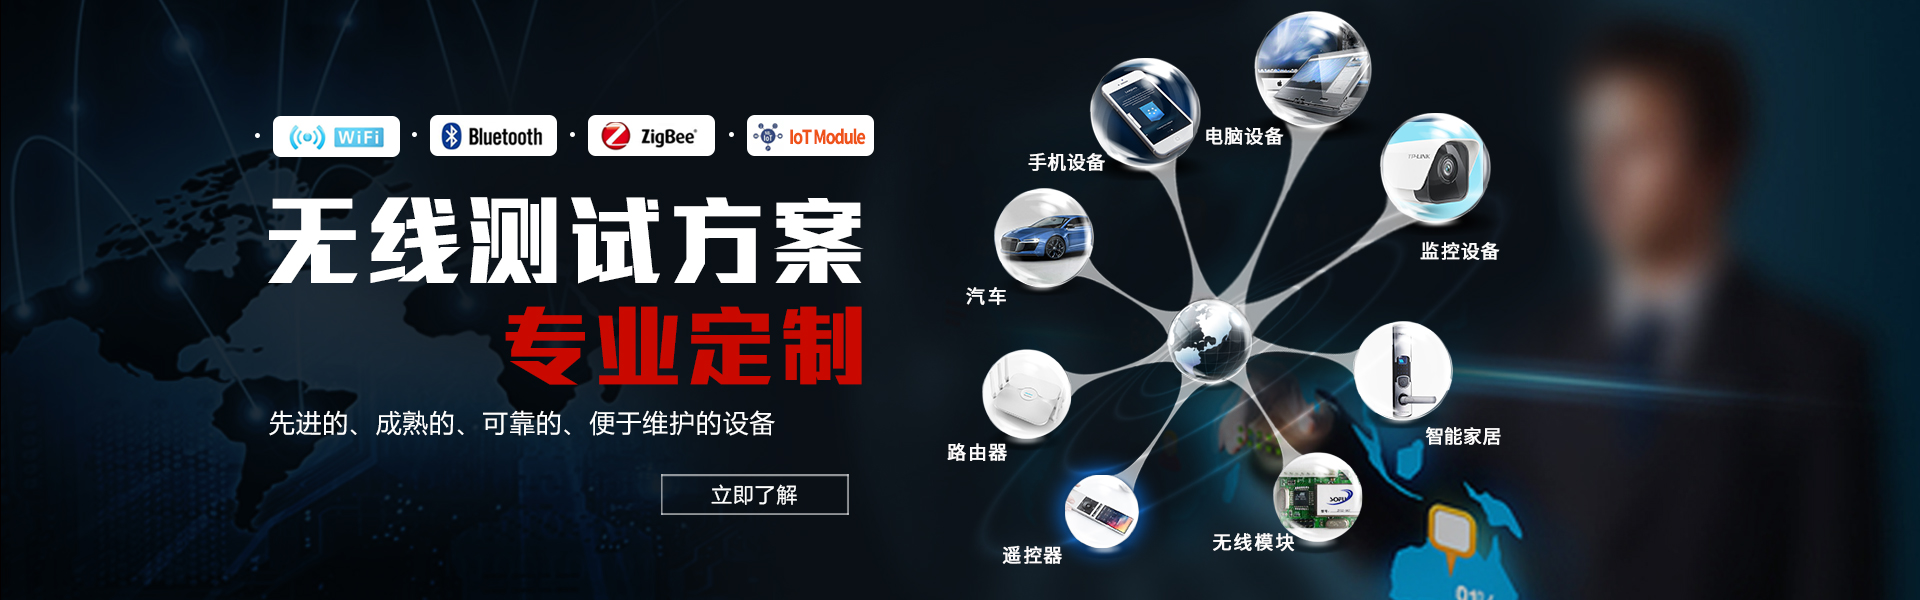 WiFi
Bluetooth
ZigBee®
IoT Module
无线测试方案
专业定制
先进的、成熟的、可靠的、便于维护的设备
立即了解
电脑设备
手机设备
TP-LINK
监控设备
汽车
智能家居
路由器
无线模块
遥控器